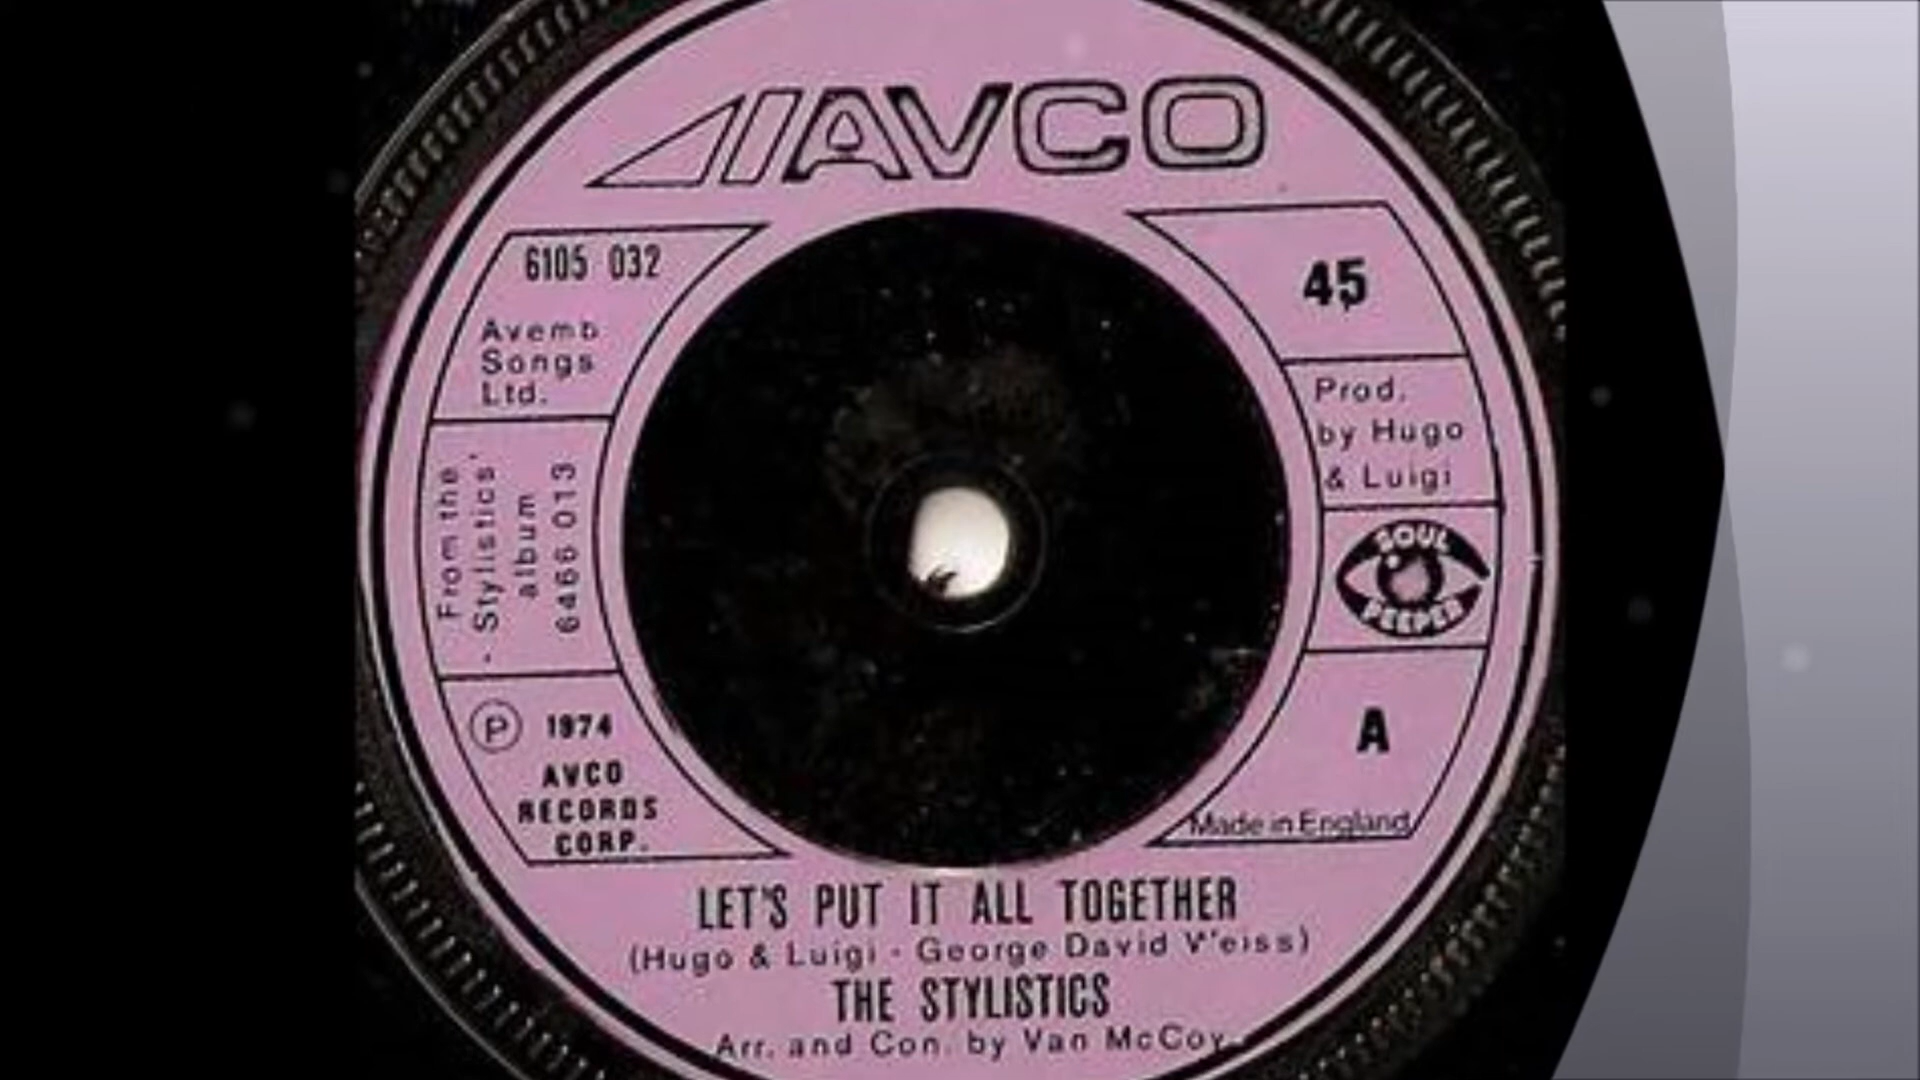 AVCO
6105 032
Avemb
Songs
Ltd.
From the
- Stylistics'
album
6466 013
Ⓟ 1974
AVCO
RECORDS
CORP.
45
Prod.
by Hugo
& Luigi
SOUL
PEEPER
A
Made in England
LET'S PUT IT ALL TOGETHER
(Hugo & Luigi - George David Weiss)
THE STYLISTICS
Arr. and Con. by Van McCoy